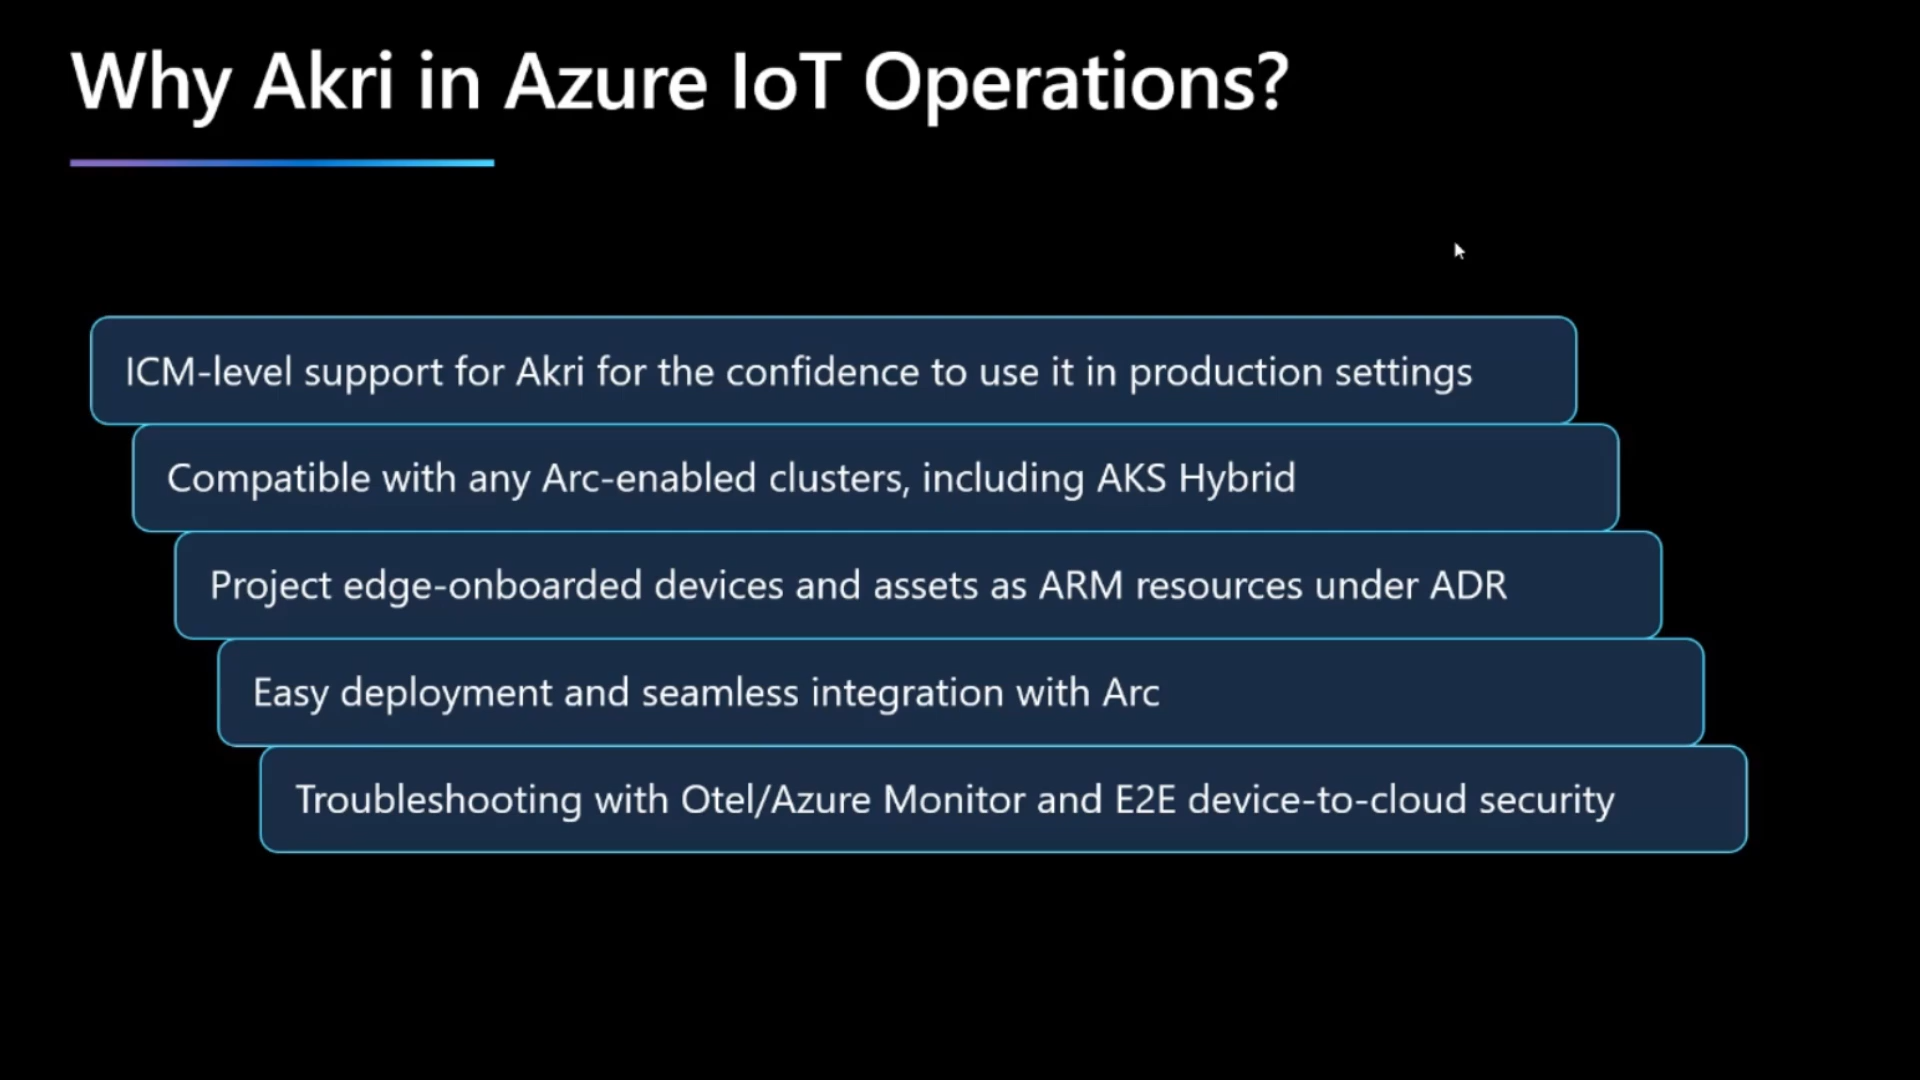 Why Akri in Azure IoT Operations?
ICM-level support for Akri for the confidence to use it in production settings
Compatible with any Arc-enabled clusters, including AKS Hybrid
Project edge-onboarded devices and assets as ARM resources under ADR
Easy deployment and seamless integration with Arc
Troubleshooting with Otel/Azure Monitor and E2E device-to-cloud security